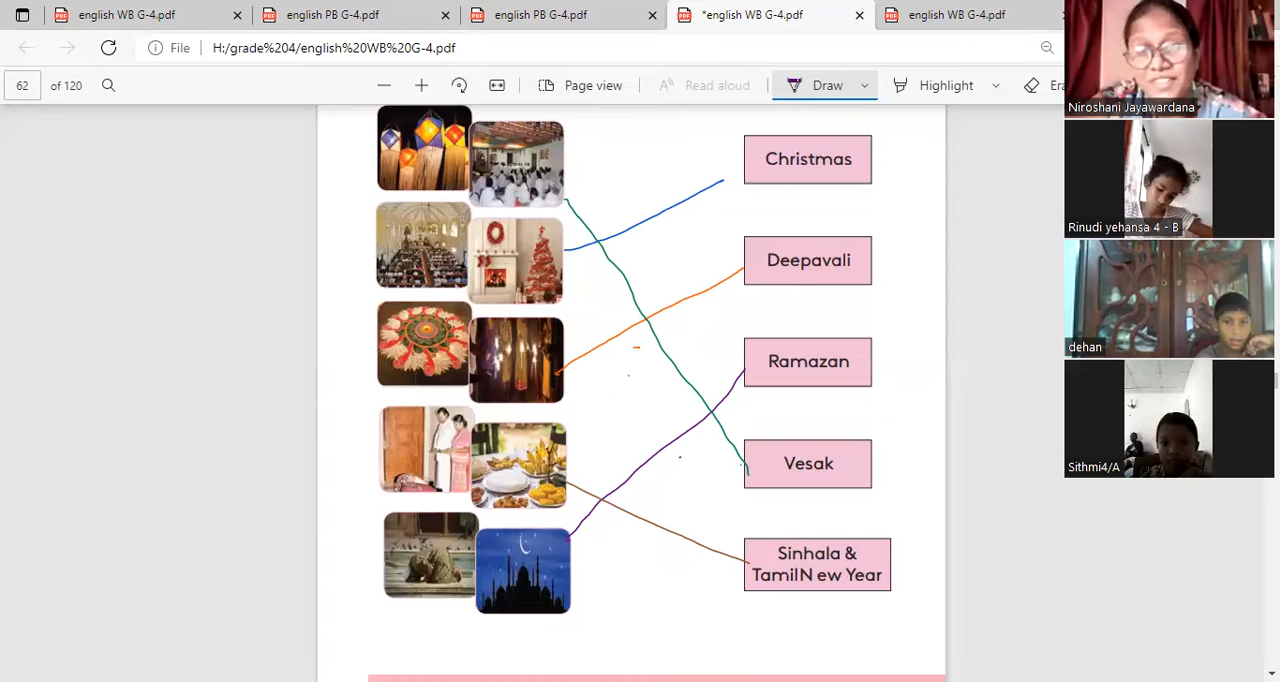 english WB G-4.pdf
english PB G-4.pdf
english PB G-4.pdf
*english WB G-4.pdf
english WB G-4.pdf
File
H:/grade%204/english%20WB%20G-4.pdf
62 of 120
Page view
Read aloud
Draw
Highlight
Era
Christmas
Deepavali
Ramazan
Vesak
Sinhala &
TamilN ew Year
Niroshani Jayawardana
Rinudi yehansa 4 - B
dehan
Sithmi4/A